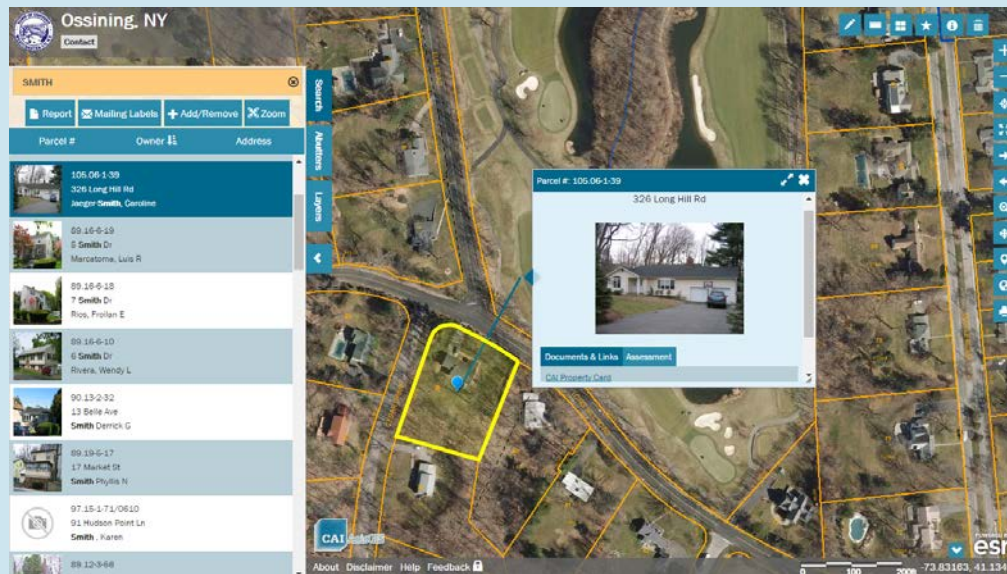 Ossining, NY
Contact
SMITH
Report
Mailing Labels
Add/Remove
Zoom
Parcel #
Owner
Address
105.06-1-39
326 Long Hill Rd
Jaeger-Smith, Caroline
89.16-6-19
5 Smith Dr
Marcatoma, Luis R
89.16-6-18
7 Smith Dr
Rios, Froilan E
89.16-6-10
6 Smith Dr
Rivera, Wendy L
90.13-2-32
13 Belle Ave
Smith Derrick G
89.19-5-17
17 Market St
Smith Phyllis N
97.15-1-71/0610
91 Hudson Point Ln
Smith , Karen
89.12-3-68
Search
Abutters
Layers
Parcel #: 105.06-1-39
326 Long Hill Rd
Documents & Links
Assessment
CAI Property Card
CAI
About Disclaimer Help Feedback
0 100 200ft
-73.83163, 41.134
POWERED BY
esri